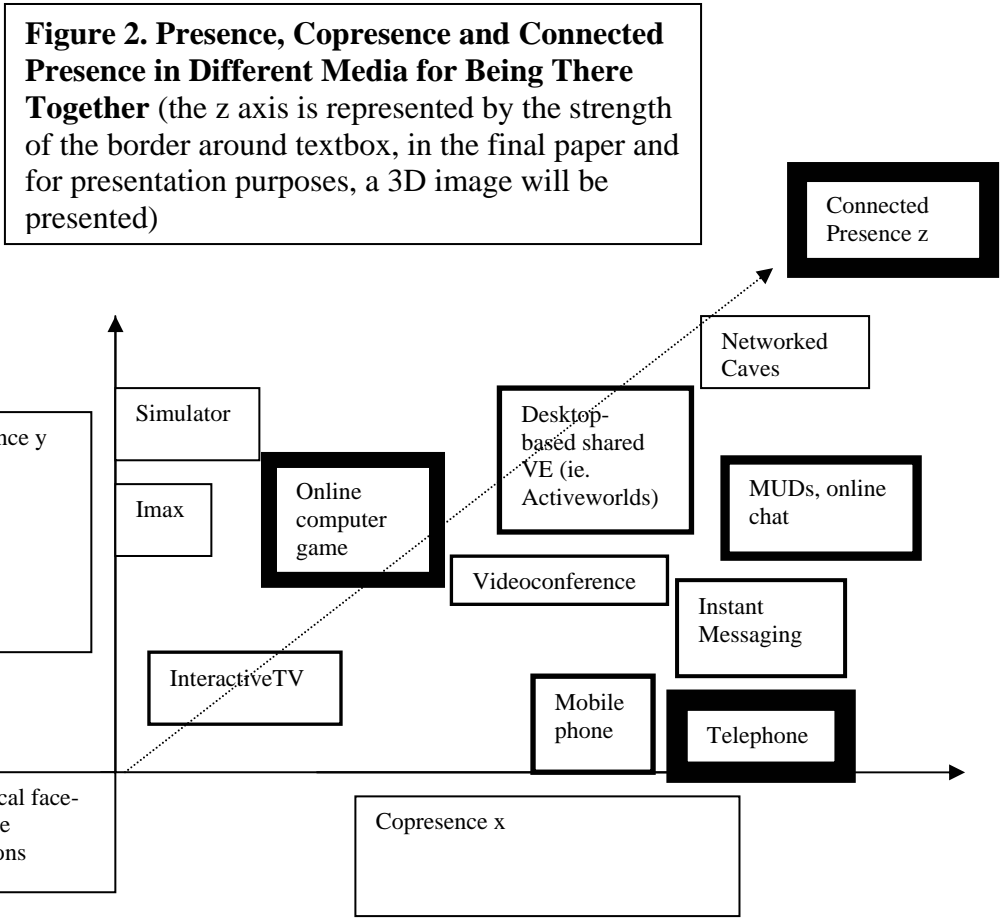 Figure 2. Presence, Copresence and Connected
Presence in Different Media for Being There
Together (the z axis is represented by the strength
of the border around textbox, in the final paper and
for presentation purposes, a 3D image will be
presented)
Connected
Presence z
Networked
Caves
Simulator
Desktop-
based shared
VE (ie.
Activeworlds)
nce y
Online
computer
game
MUDs, online
chat
Imax
Videoconference
Instant
Messaging
InteractiveTV
Mobile
phone
Telephone
cal face-
e
ons
Copresence x